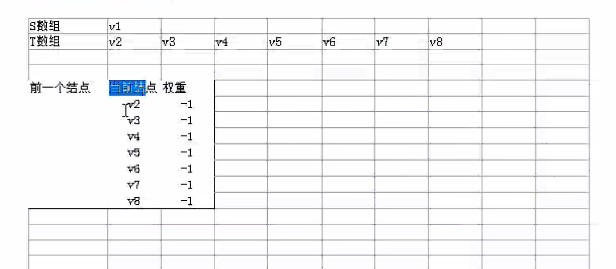 S数组 v1
T数组 v2 v3 v4 v5 v6 v7 v8
前一个结点 当前结点 权重
v2 -1
v3 -1
v4 -1
v5 -1
v6 -1
v7 -1
v8 -1